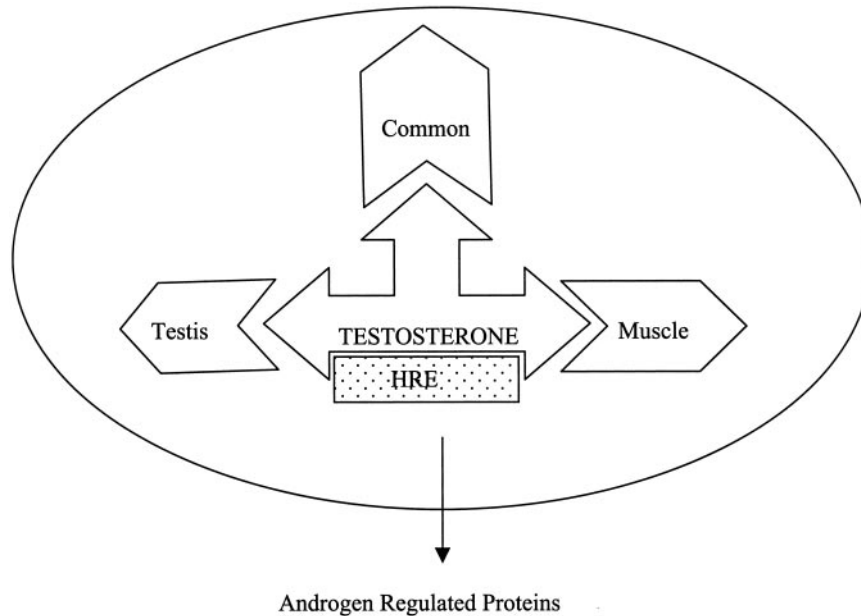 Common
Testis
TESTOSTERONE
Muscle
HRE
Androgen Regulated Proteins